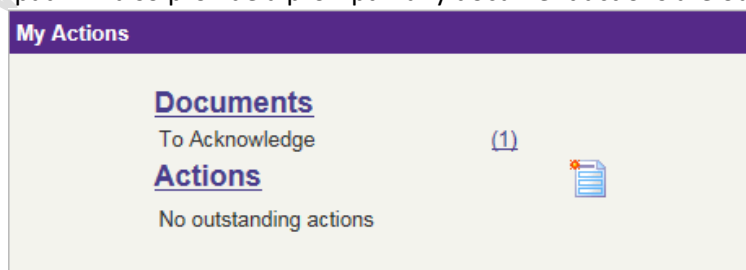 My Actions
Documents
To Acknowledge (1)
Actions
No outstanding actions